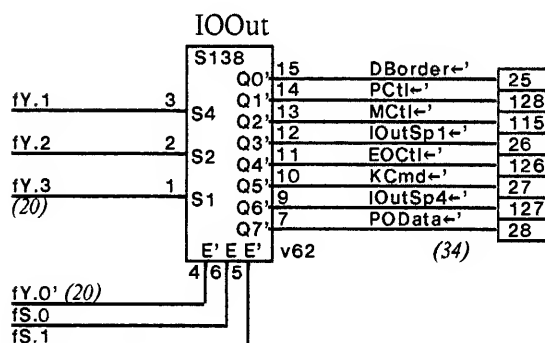 IOOut
S138
fY.1 3 S4
fY.2 2 S2
fY.3 1 S1
(20)
Q0' 15 DBorder←' 25
Q1' 14 PCtl←' 128
Q2' 13 MCtl←' 115
Q3' 12 IOutSp1←' 26
Q4' 11 EOCtl←' 126
Q5' 10 KCmd←' 27
Q6' 9 IOutSp4←' 127
Q7' 7 POData←' 28
E' E E' v62 (34)
4 6 5
fY.0' (20)
fS.0
fS.1